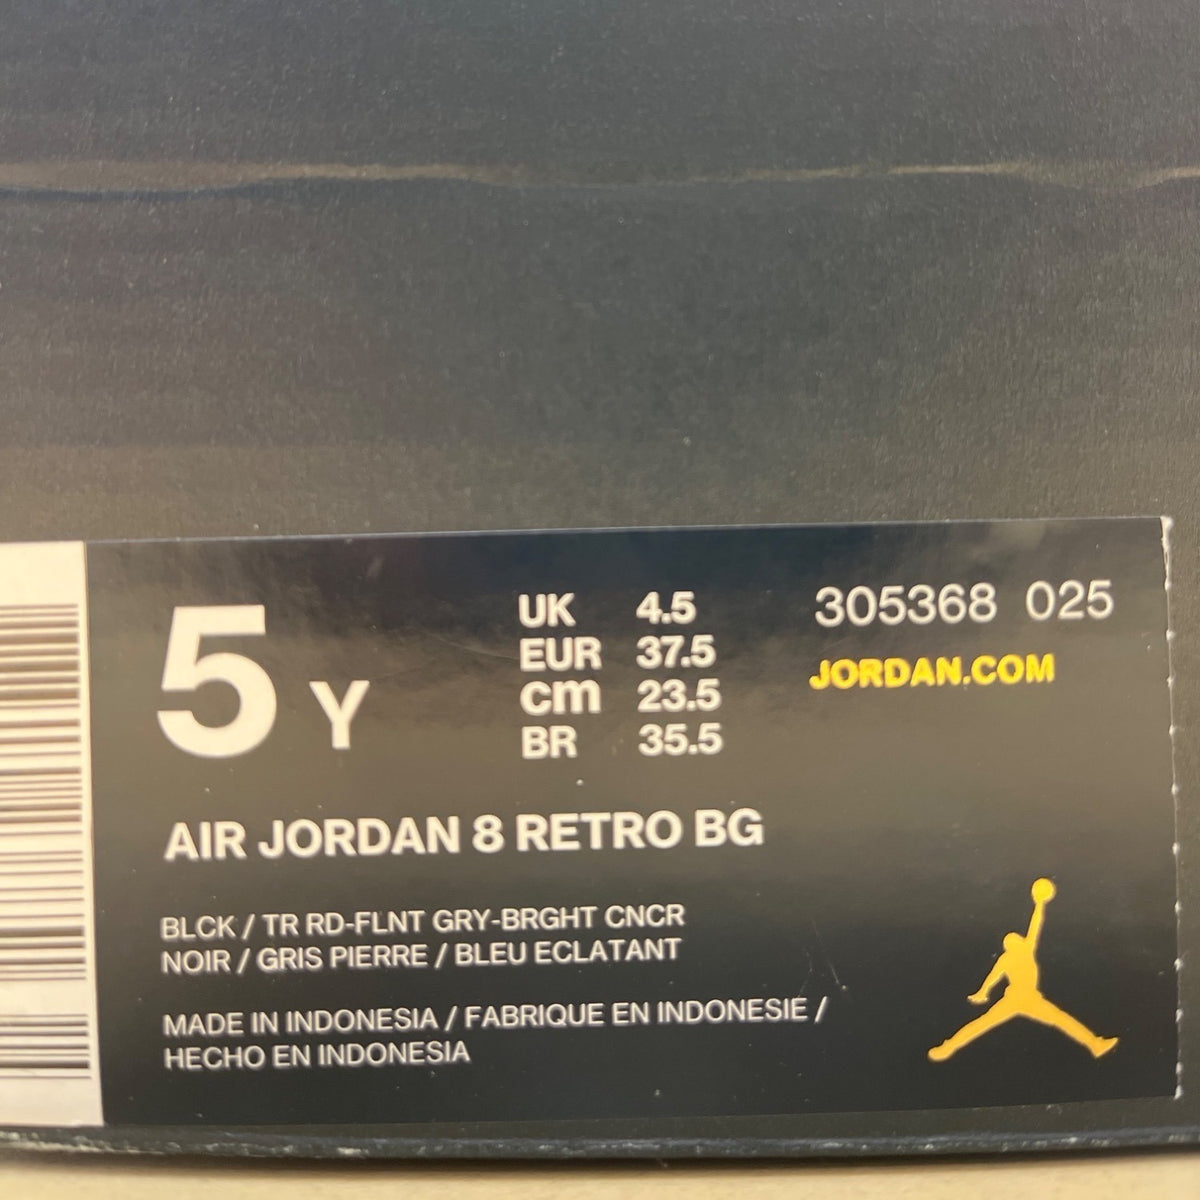 5 Y
UK 4.5
EUR 37.5
cm 23.5
BR 35.5
305368 025
JORDAN.COM
AIR JORDAN 8 RETRO BG
BLCK / TR RD-FLNT GRY-BRGHT CNCR
NOIR / GRIS PIERRE / BLEU ECLATANT
MADE IN INDONESIA / FABRIQUE EN INDONESIE /
HECHO EN INDONESIA